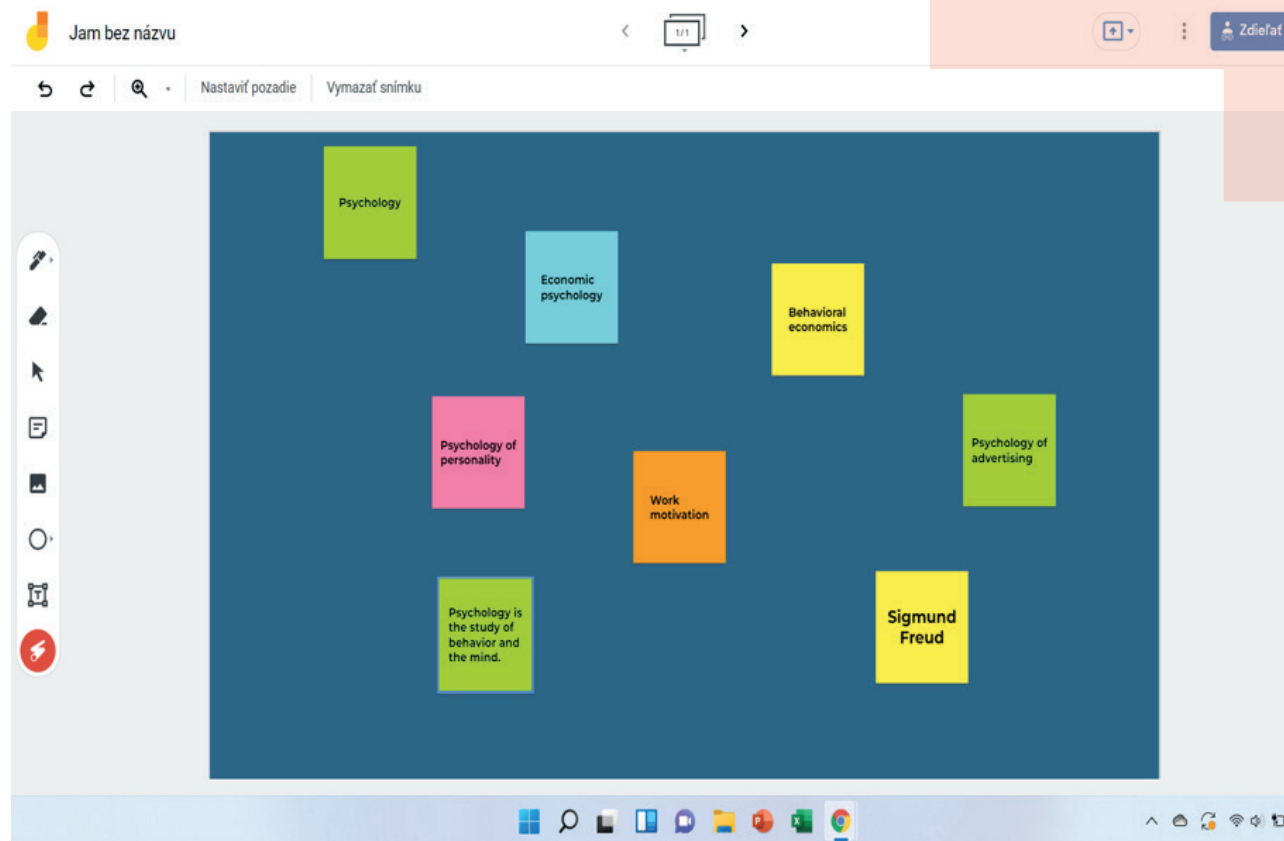 Jam bez názvu
1/1
Zdieľať
Nastaviť pozadie
Vymazať snímku
Psychology
Economic
psychology
Behavioral
economics
Psychology of
personality
Psychology of
advertising
Work
motivation
Psychology is
the study of
behavior and
the mind.
Sigmund
Freud